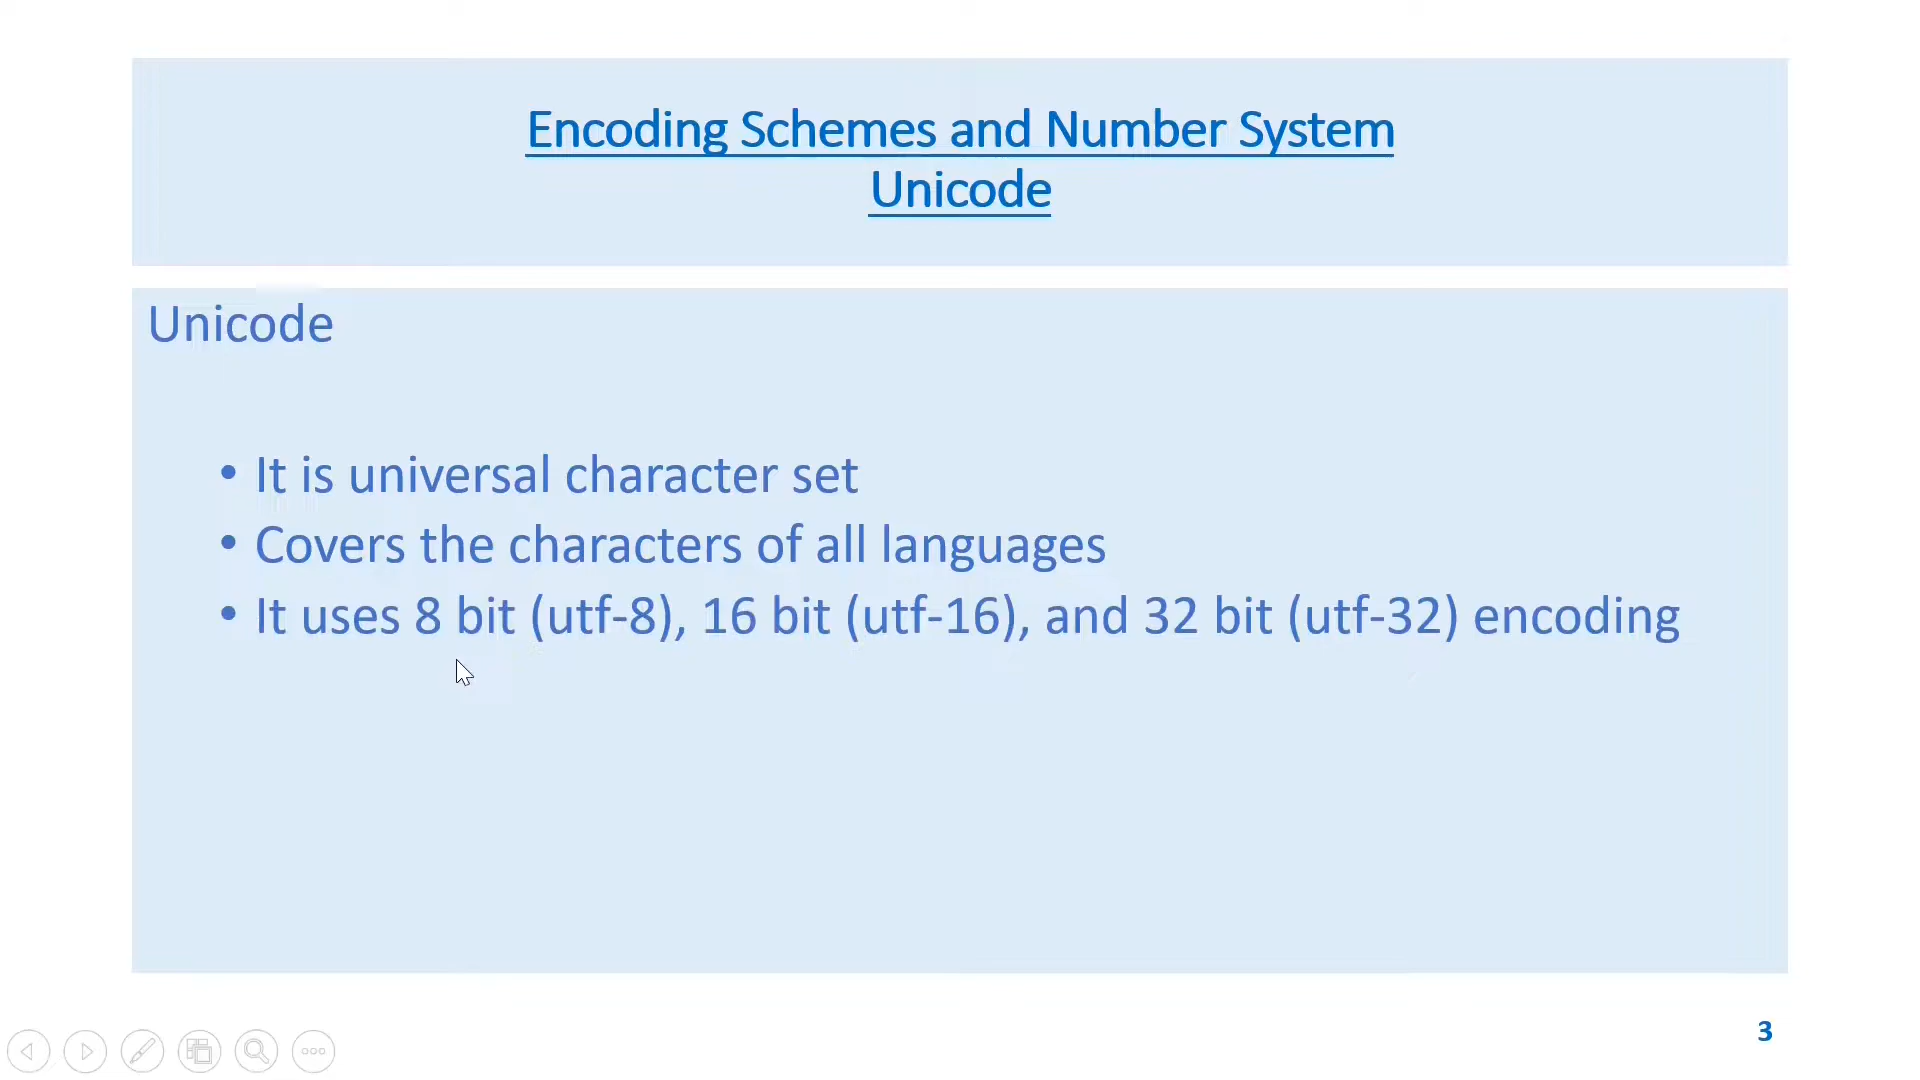 Encoding Schemes and Number System
Unicode
Unicode
• It is universal character set
• Covers the characters of all languages
• It uses 8 bit (utf-8), 16 bit (utf-16), and 32 bit (utf-32) encoding
3